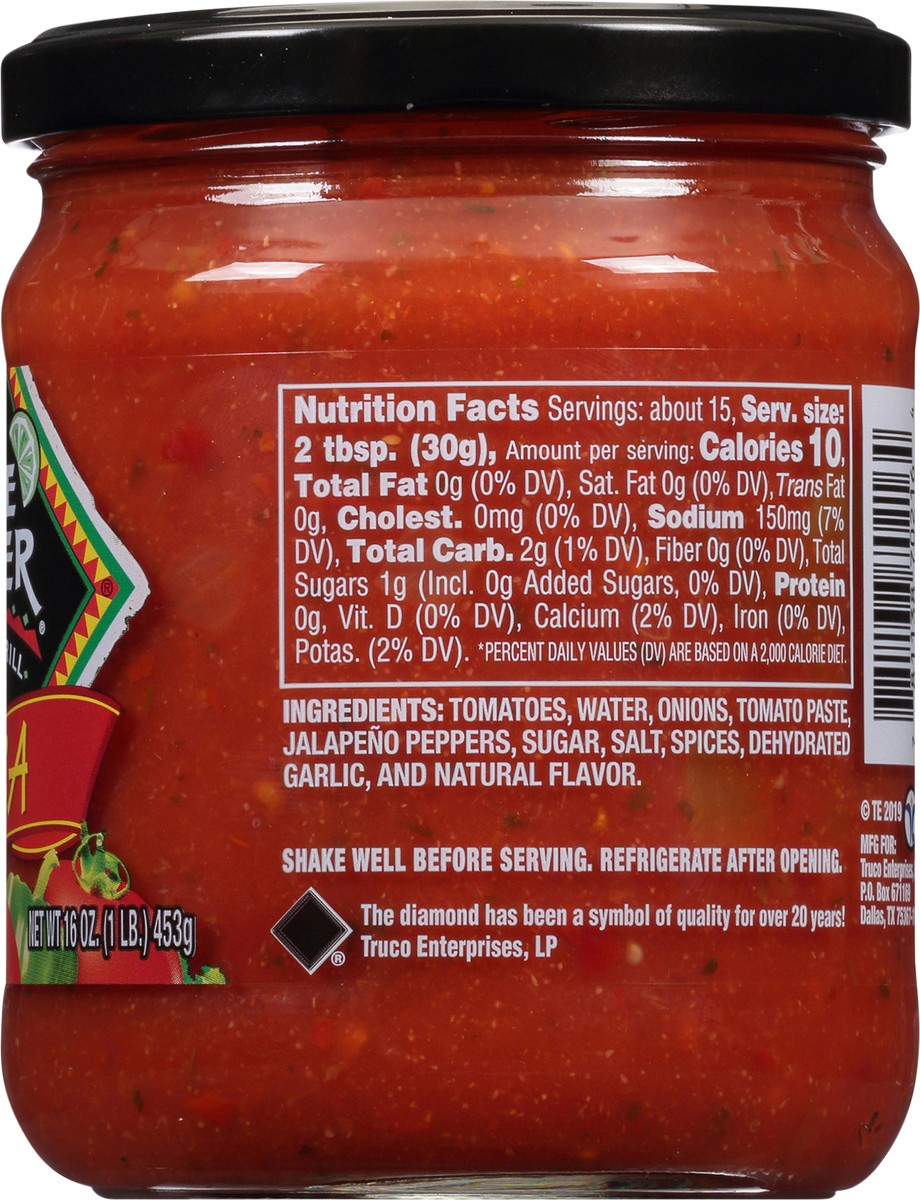 Nutrition Facts Servings: about 15, Serv. size:
2 tbsp. (30g), Amount per serving: Calories 10,
Total Fat 0g (0% DV), Sat. Fat 0g (0% DV), Trans Fat
0g, Cholest. 0mg (0% DV), Sodium 150mg (7%
DV), Total Carb. 2g (1% DV), Fiber 0g (0% DV), Total
Sugars 1g (Incl. 0g Added Sugars, 0% DV), Protein
0g, Vit. D (0% DV), Calcium (2% DV), Iron (0% DV),
Potas. (2% DV). *PERCENT DAILY VALUES (DV) ARE BASED ON A 2,000 CALORIE DIET.
INGREDIENTS: TOMATOES, WATER, ONIONS, TOMATO PASTE,
JALAPEÑO PEPPERS, SUGAR, SALT, SPICES, DEHYDRATED
GARLIC, AND NATURAL FLAVOR.
SHAKE WELL BEFORE SERVING. REFRIGERATE AFTER OPENING.
The diamond has been a symbol of quality for over 20 years!
® Truco Enterprises, LP
NET WT 16 OZ. (1 LB.) 453g
© TE 2019
MFG FOR:
Truco Enterprises,
P.O. Box 671169
Dallas, TX